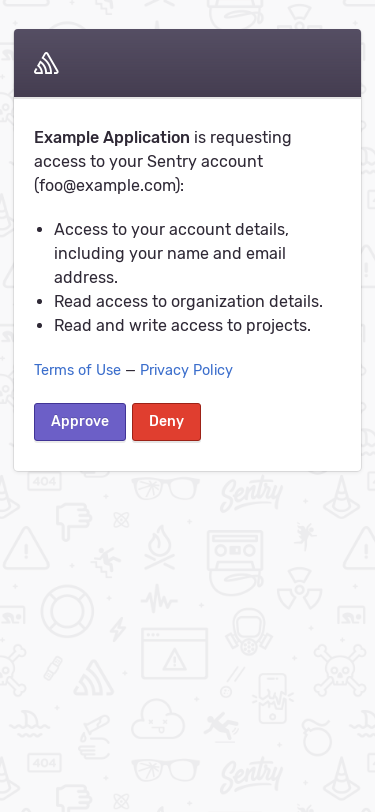 Example Application is requesting
access to your Sentry account
(foo@example.com):
Access to your account details,
including your name and email
address.
Read access to organization details.
Read and write access to projects.
Terms of Use — Privacy Policy
Approve Deny
404
Sentry
404
404
Sentry